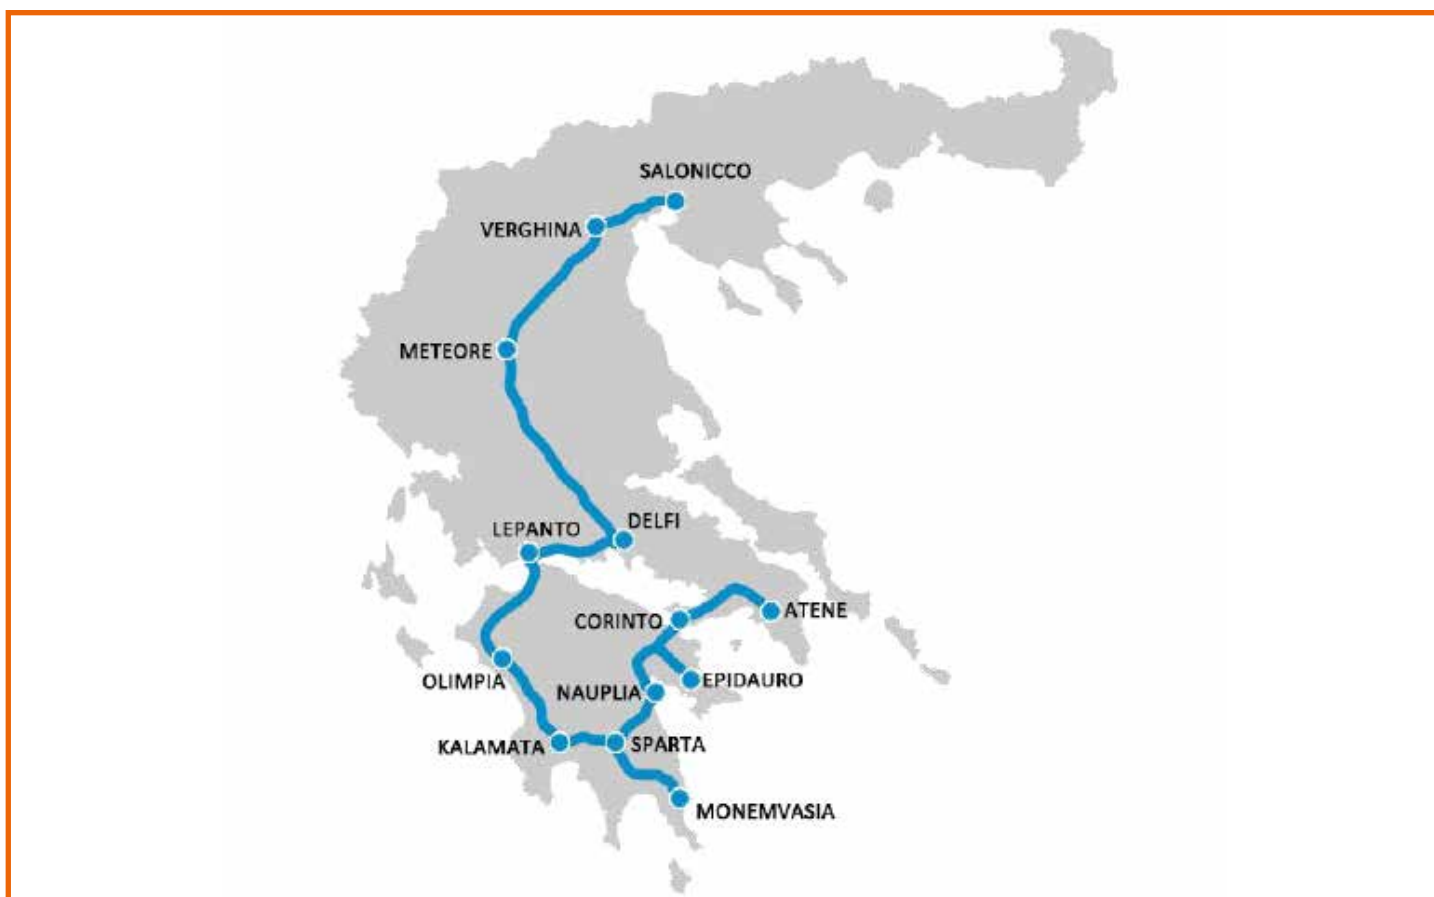 SALONICCO
VERGHINA
METEORE
DELFI
LEPANTO
ATENE
CORINTO
EPIDAURO
OLIMPIA
NAUPLIA
SPARTA
KALAMATA
MONEMVASIA